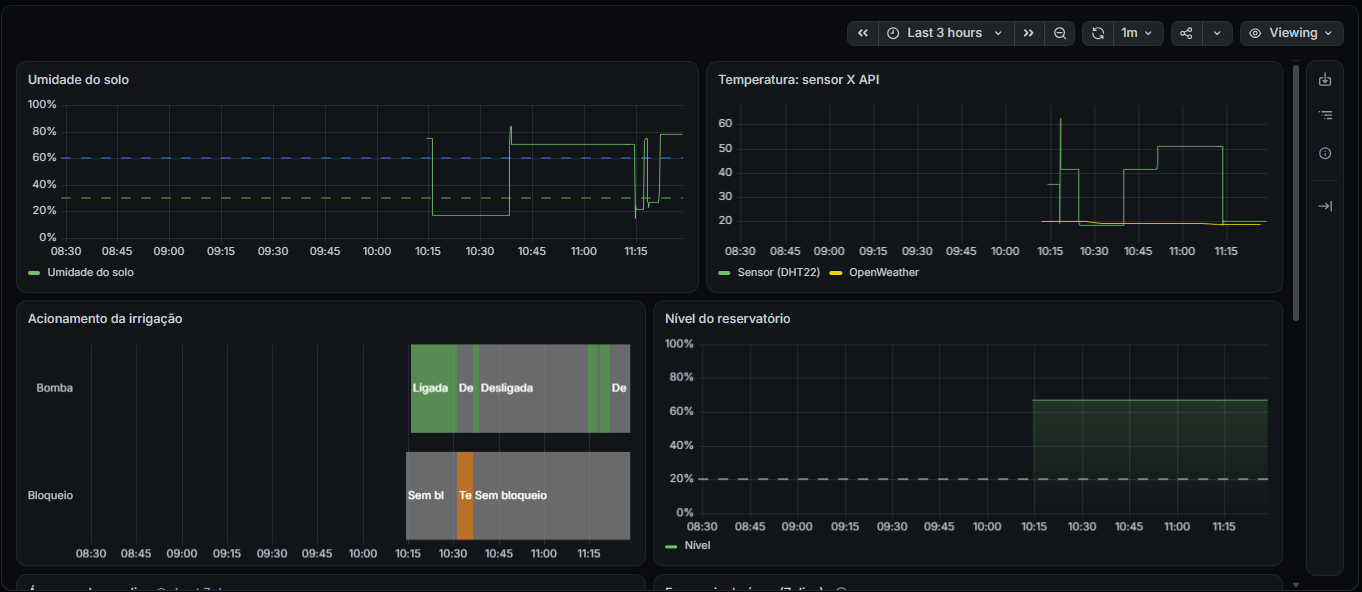 Last 3 hours 1m Viewing
Umidade do solo
100%
80%
60%
40%
20%
0%
08:30 08:45 09:00 09:15 09:30 09:45 10:00 10:15 10:30 10:45 11:00 11:15
Umidade do solo
Temperatura: sensor X API
60
50
40
30
20
08:30 08:45 09:00 09:15 09:30 09:45 10:00 10:15 10:30 10:45 11:00 11:15
Sensor (DHT22) OpenWeather
Acionamento da irrigação
Bomba
Ligada De Desligada De
Bloqueio
Sem bl Te Sem bloqueio
08:30 08:45 09:00 09:15 09:30 09:45 10:00 10:15 10:30 10:45 11:00 11:15
Nível do reservatório
100%
80%
60%
40%
20%
0%
08:30 08:45 09:00 09:15 09:30 09:45 10:00 10:15 10:30 10:45 11:00 11:15
Nível